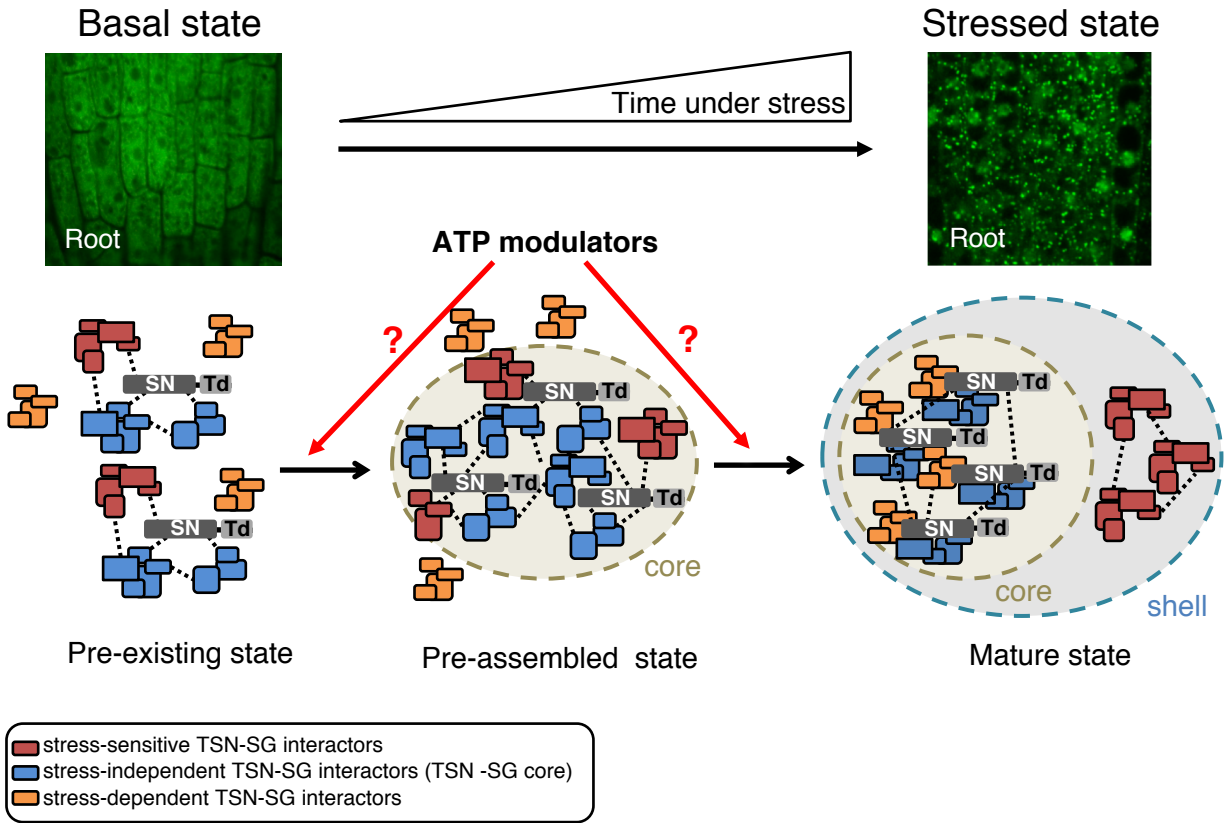 Basal state
Stressed state
Time under stress
Root
Root
ATP modulators
?
?
SN
Td
SN
Td
SN
Td
SN
Td
SN
Td
core
SN
Td
SN
Td
SN
Td
SN
Td
core
shell
Pre-existing state
Pre-assembled state
Mature state
stress-sensitive TSN-SG interactors
stress-independent TSN-SG interactors (TSN -SG core)
stress-dependent TSN-SG interactors